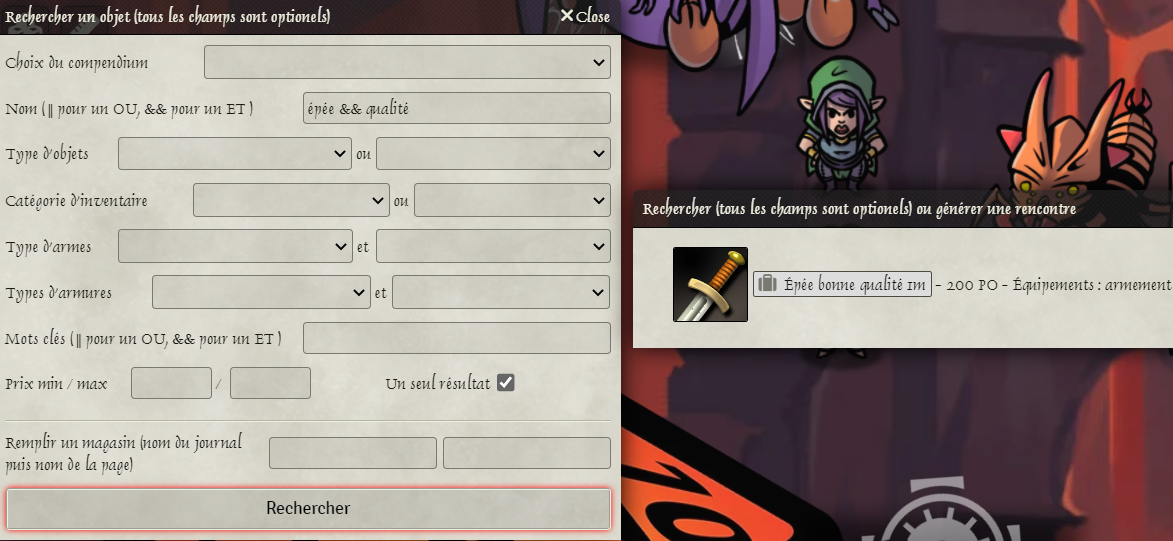 Rechercher un objet (tous les champs sont optionels)
Close
Choix du compendium
Nom ( || pour un OU, && pour un ET )
épée && qualité
Type d'objets
ou
Catégorie d'inventaire
ou
Type d'armes
et
Types d'armures
et
Mots clés ( || pour un OU, && pour un ET )
Prix min / max
/
Un seul résultat
Remplir un magasin (nom du journal
puis nom de la page)
Rechercher
Rechercher (tous les champs sont optionels) ou générer une rencontre
Épée bonne qualité 1m - 200 PO - Équipements : armement